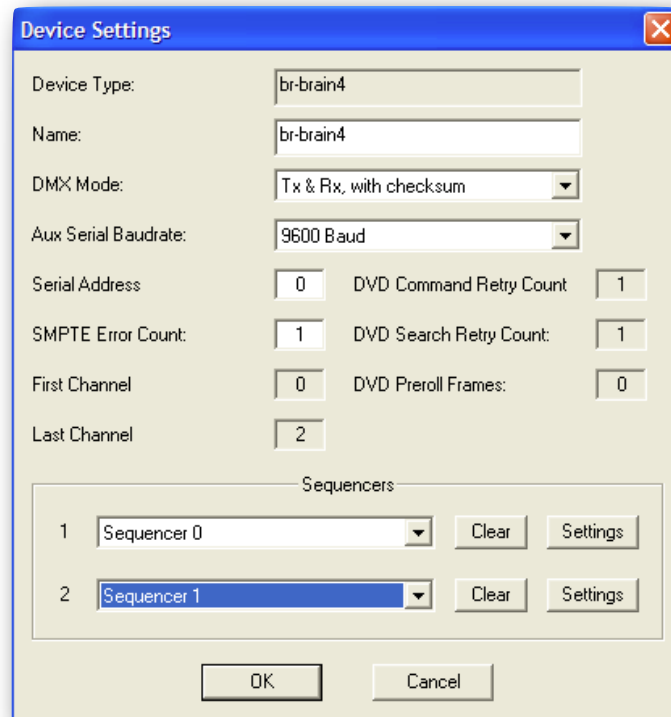 Device Settings
Device Type: br-brain4
Name: br-brain4
DMX Mode: Tx & Rx, with checksum
Aux Serial Baudrate: 9600 Baud
Serial Address 0 DVD Command Retry Count 1
SMPTE Error Count: 1 DVD Search Retry Count: 1
First Channel 0 DVD Preroll Frames: 0
Last Channel 2
Sequencers
1 Sequencer 0 Clear Settings
2 Sequencer 1 Clear Settings
OK Cancel